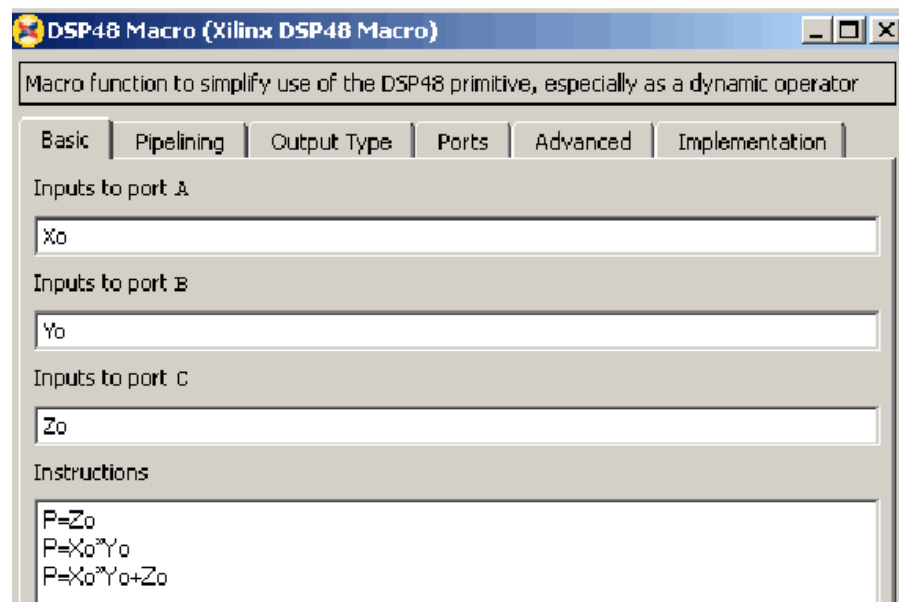 DSP48 Macro (Xilinx DSP48 Macro)
Macro function to simplify use of the DSP48 primitive, especially as a dynamic operator
Basic Pipelining Output Type Ports Advanced Implementation
Inputs to port A
Xo
Inputs to port B
Yo
Inputs to port C
Zo
Instructions
P=Zo
P=Xo*Yo
P=Xo*Yo+Zo